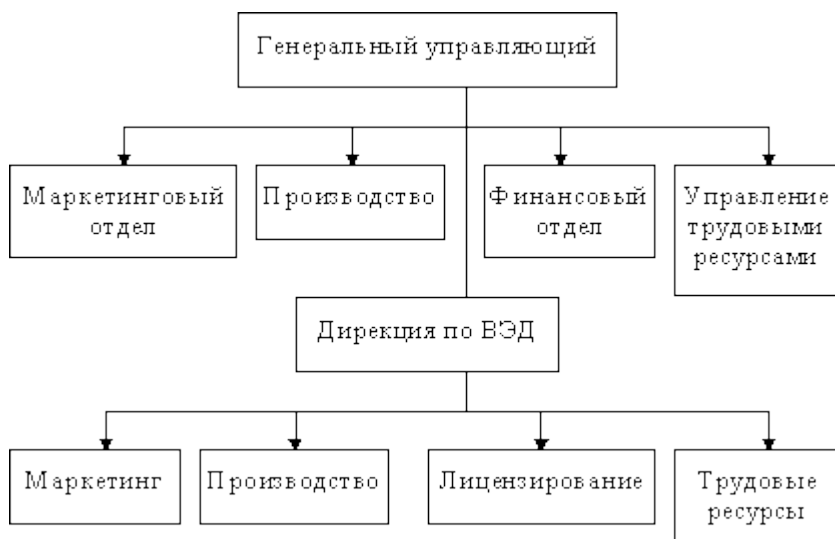 Генеральный управляющий
Маркетинговый
отдел
Производство
Финансовый
отдел
Управление
трудовыми
ресурсами
Дирекция по ВЭД
Маркетинг
Производство
Лицензирование
Трудовые
ресурсы